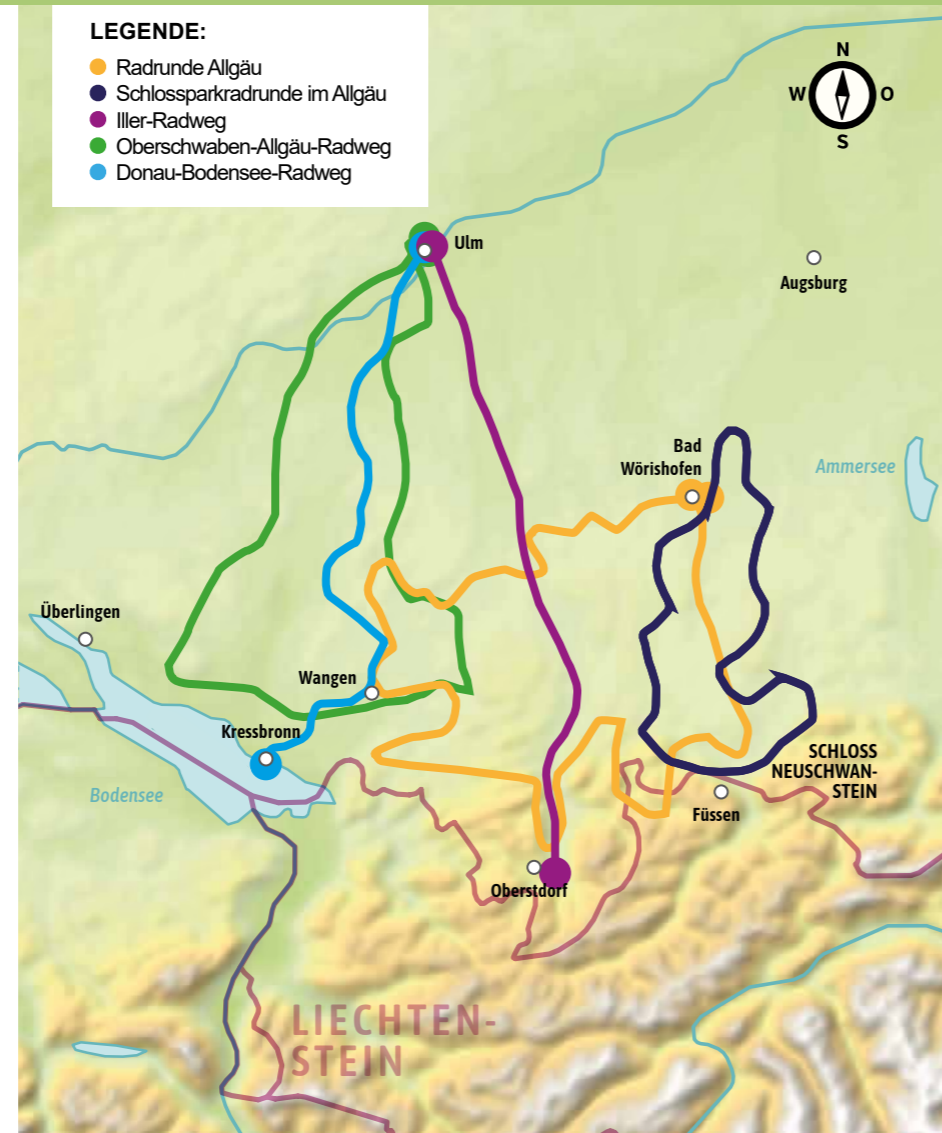 LEGENDE:
Radrunde Allgäu
Schlossparkradrunde im Allgäu
Iller-Radweg
Oberschwaben-Allgäu-Radweg
Donau-Bodensee-Radweg
N
W
O
S
Ulm
Augsburg
Bad
Wörishofen
Ammersee
Überlingen
Wangen
Kressbronn
Bodensee
SCHLOSS
NEUSCHWAN-
STEIN
Füssen
Oberstdorf
LIECHTEN-
STEIN